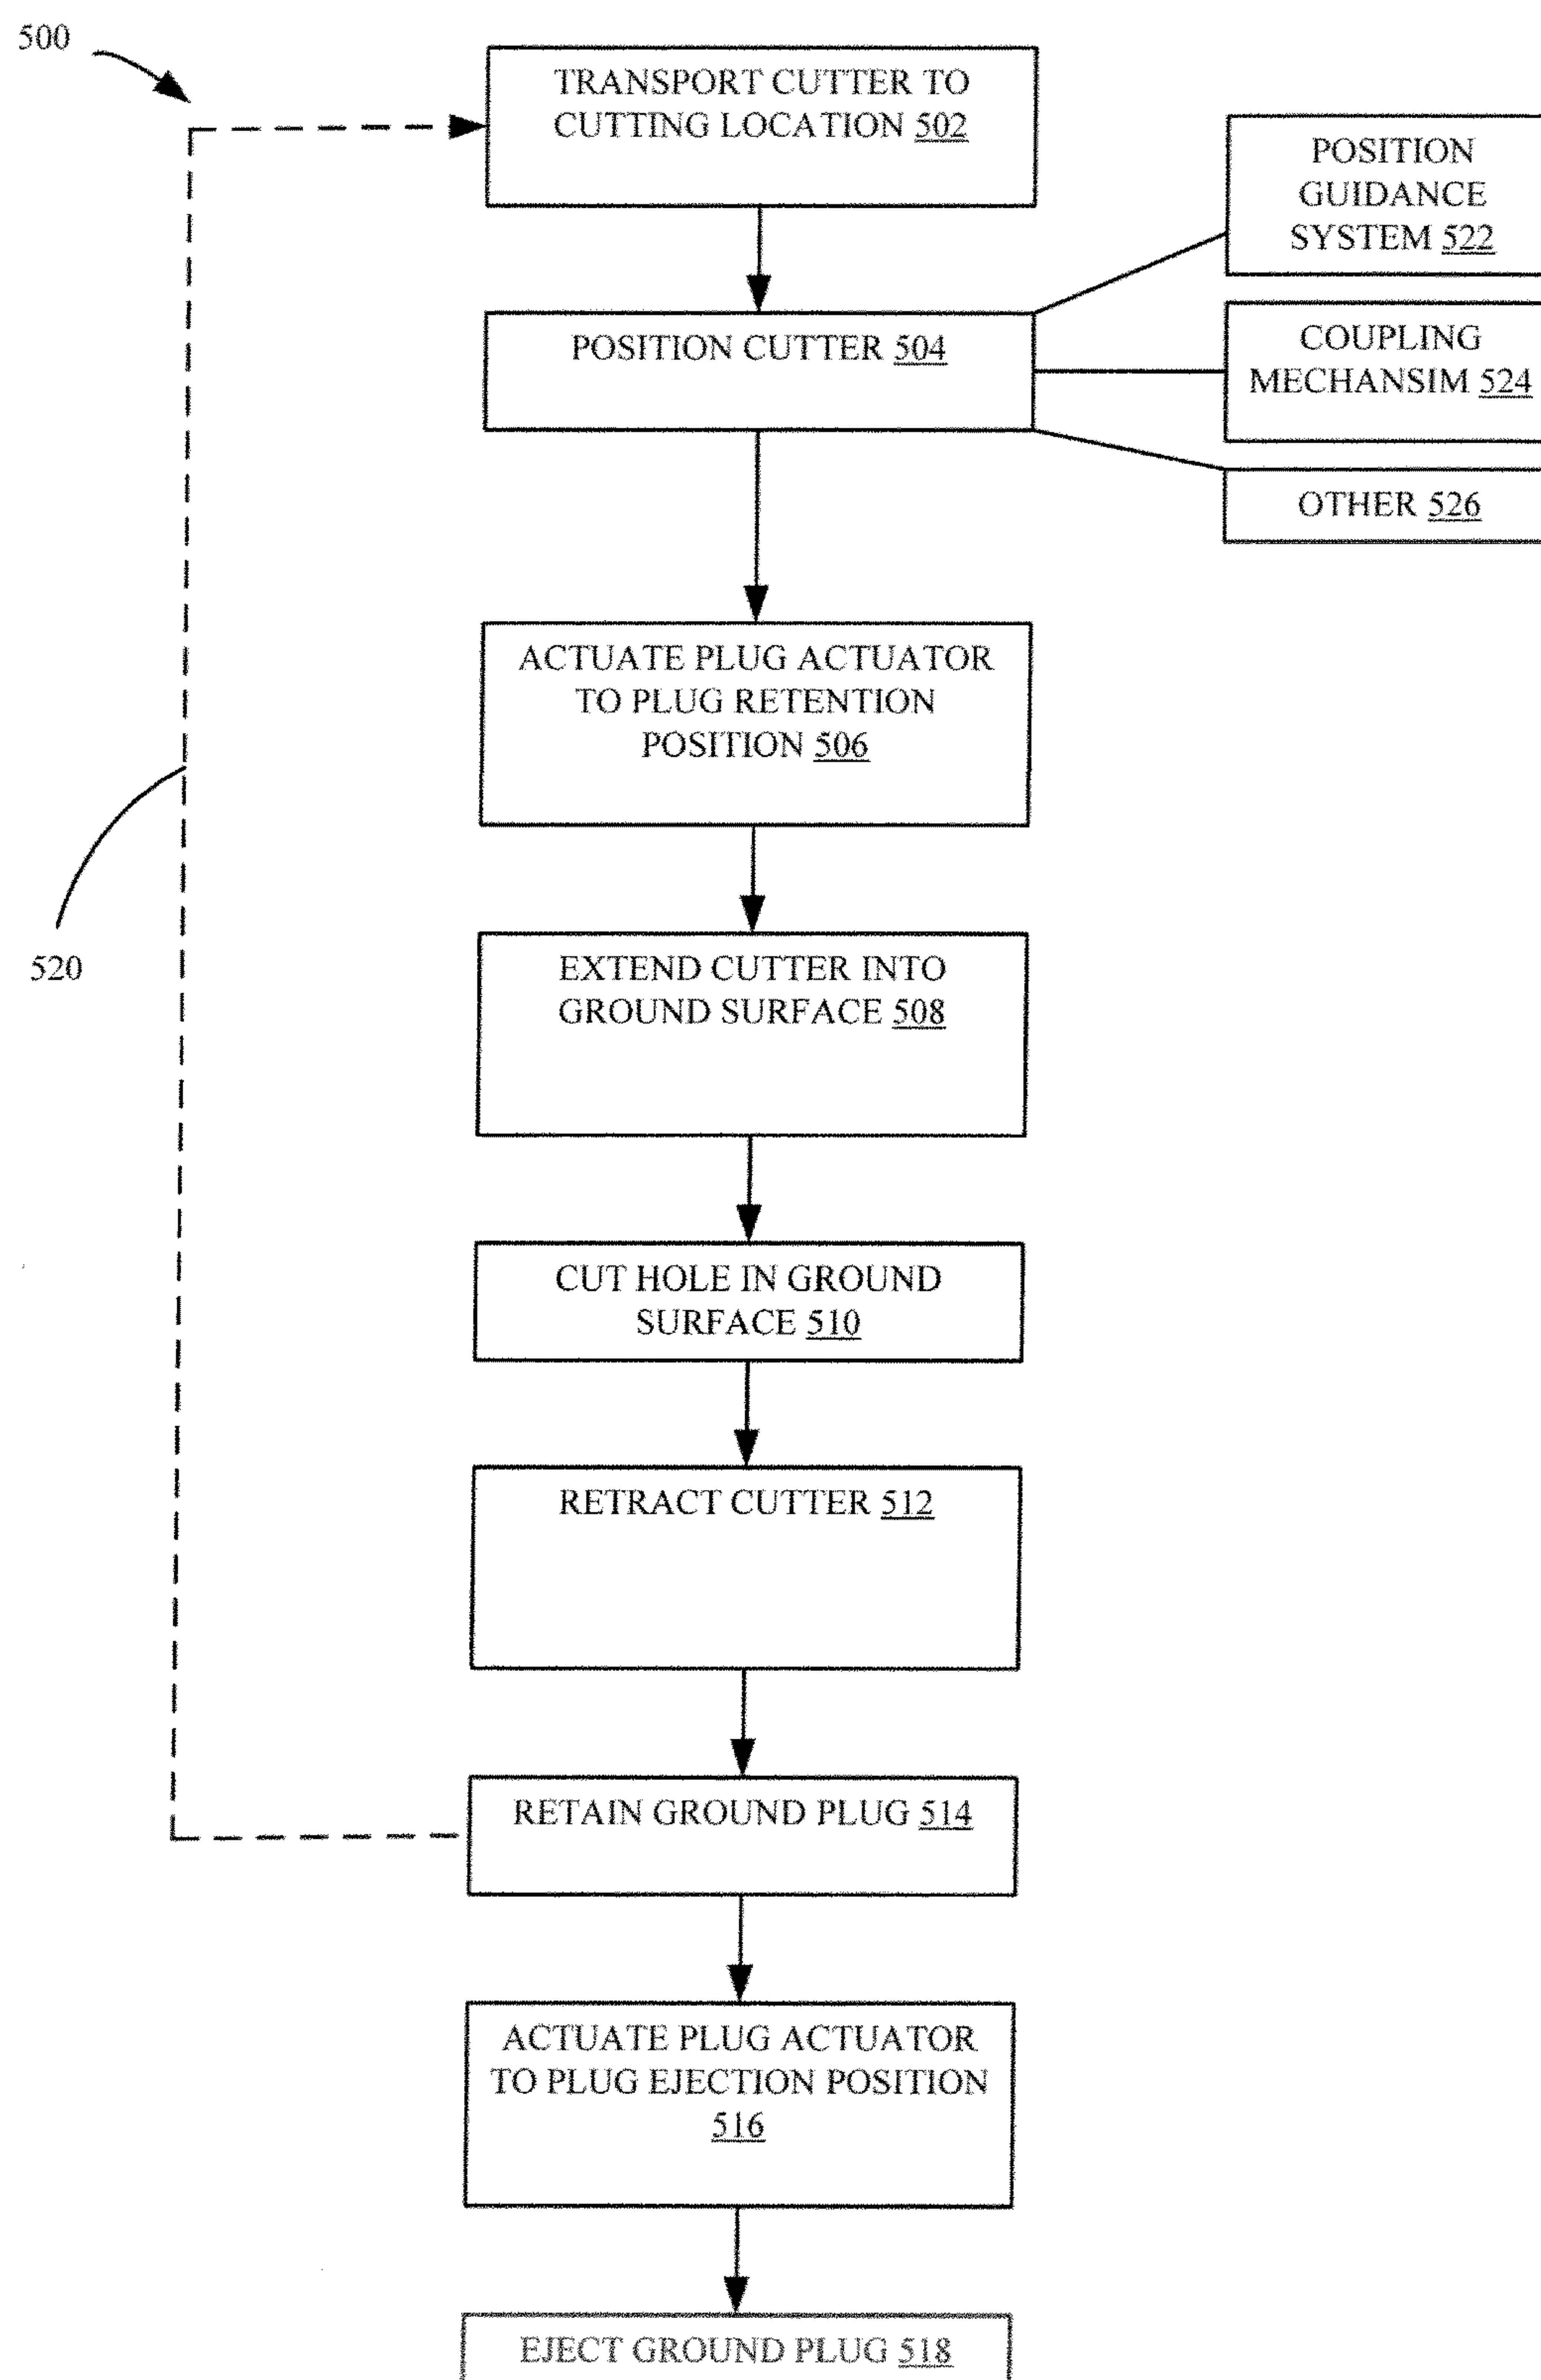 500
TRANSPORT CUTTER TO
CUTTING LOCATION 502
POSITION
GUIDANCE
SYSTEM 522
POSITION CUTTER 504
COUPLING
MECHANSIM 524
OTHER 526
ACTUATE PLUG ACTUATOR
TO PLUG RETENTION
POSITION 506
EXTEND CUTTER INTO
GROUND SURFACE 508
520
CUT HOLE IN GROUND
SURFACE 510
RETRACT CUTTER 512
RETAIN GROUND PLUG 514
ACTUATE PLUG ACTUATOR
TO PLUG EJECTION POSITION
516
EJECT GROUND PLUG 518